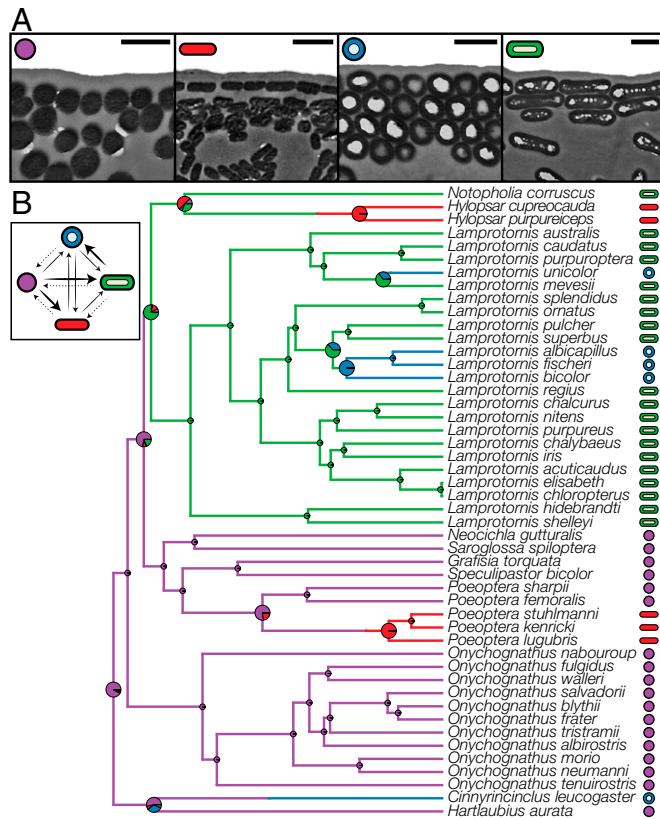 A
B
Notopholia corruscus
Hylopsar cupreocauda
Hylopsar purpureiceps
Lamprotornis australis
Lamprotornis caudatus
Lamprotornis purpuroptera
Lamprotornis unicolor
Lamprotornis mevesii
Lamprotornis splendidus
Lamprotornis ornatus
Lamprotornis pulcher
Lamprotornis superbus
Lamprotornis albicapillus
Lamprotornis fischeri
Lamprotornis bicolor
Lamprotornis regius
Lamprotornis chalcurus
Lamprotornis nitens
Lamprotornis purpureus
Lamprotornis chalybaeus
Lamprotornis iris
Lamprotornis acuticaudus
Lamprotornis elisabeth
Lamprotornis chloropterus
Lamprotornis hidebrandti
Lamprotornis shelleyi
Neocichla gutturalis
Saroglossa spiloptera
Grafisia torquata
Speculipastor bicolor
Poeoptera sharpii
Poeoptera femoralis
Poeoptera stuhlmanni
Poeoptera kenricki
Poeoptera lugubris
Onychognathus nabouroup
Onychognathus fulgidus
Onychognathus walleri
Onychognathus salvadorii
Onychognathus blythii
Onychognathus frater
Onychognathus tristramii
Onychognathus albirostris
Onychognathus morio
Onychognathus neumanni
Onychognathus tenuirostris
Cinnyrincinclus leucogaster
Hartlaubius aurata